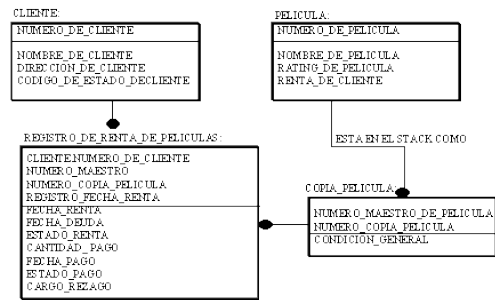 CLIENTE:
NUMERO_DE_CLIENTE
NOMBRE_DE_CLIENTE
DIRECCION_DE_CLIENTE
CODIGO_DE_ESTADO_DECLIENTE
PELICULA:
NUMERO_DE_PELICULA
NOMBRE_DE_PELICULA
RATING_DE_PELICULA
RENTA_DE_CLIENTE
REGISTRO_DE_RENTA_DE_PELICULAS:
CLIENTE.NUMERO_DE_CLIENTE
NUMERO_MAESTRO
NUMERO_COPIA_PELICULA
REGISTRO_FECHA_RENTA
FECHA_RENTA
FECHA_DEUDA
ESTADO_RENTA
CANTIDAD_PAGO
FECHA_PAGO
ESTADO_PAGO
CARGO_REZAGO
ESTA EN EL STACK COMO
COPIA_PELICULA:
NUMERO_MAESTRO_DE_PELICULA
NUMERO_COPIA_PELICULA
CONDICION_GENERAL